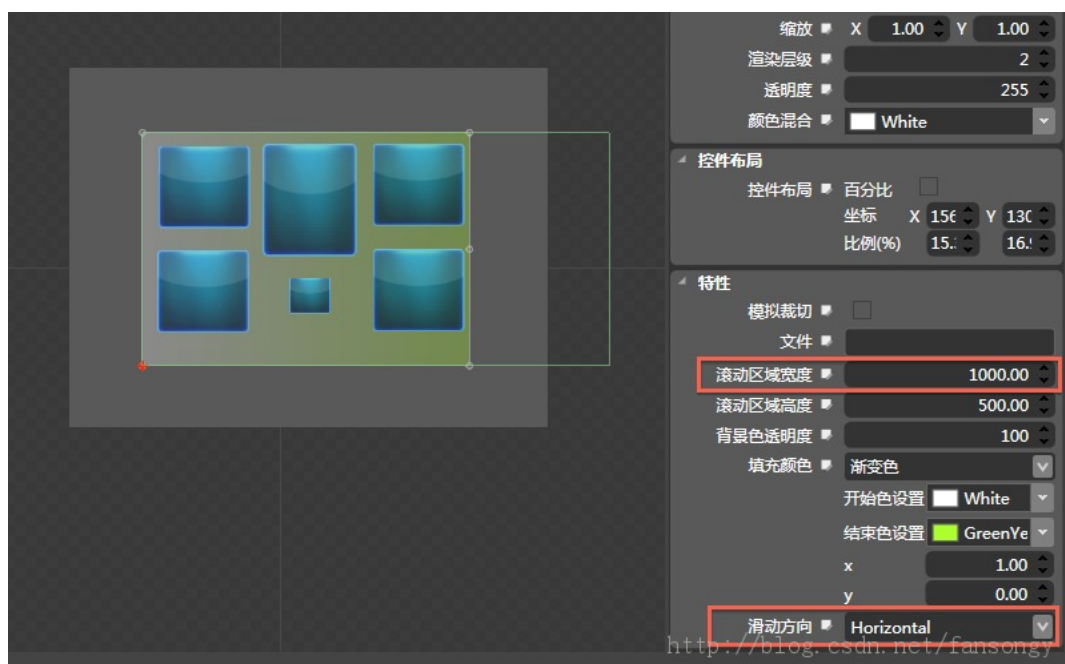 缩放 X 1.00 Y 1.00
渲染层级 2
透明度 255
颜色混合 White
控件布局
控件布局 百分比
坐标 X 156 Y 130
比例(%) 15.: 16.!
特性
模拟裁切
文件
滚动区域宽度 1000.00
滚动区域高度 500.00
背景色透明度 100
填充颜色 渐变色
开始色设置 White
结束色设置 GreenYe
x 1.00
y 0.00
滑动方向 Horizontal
http://blog.csdn.net/fansongy